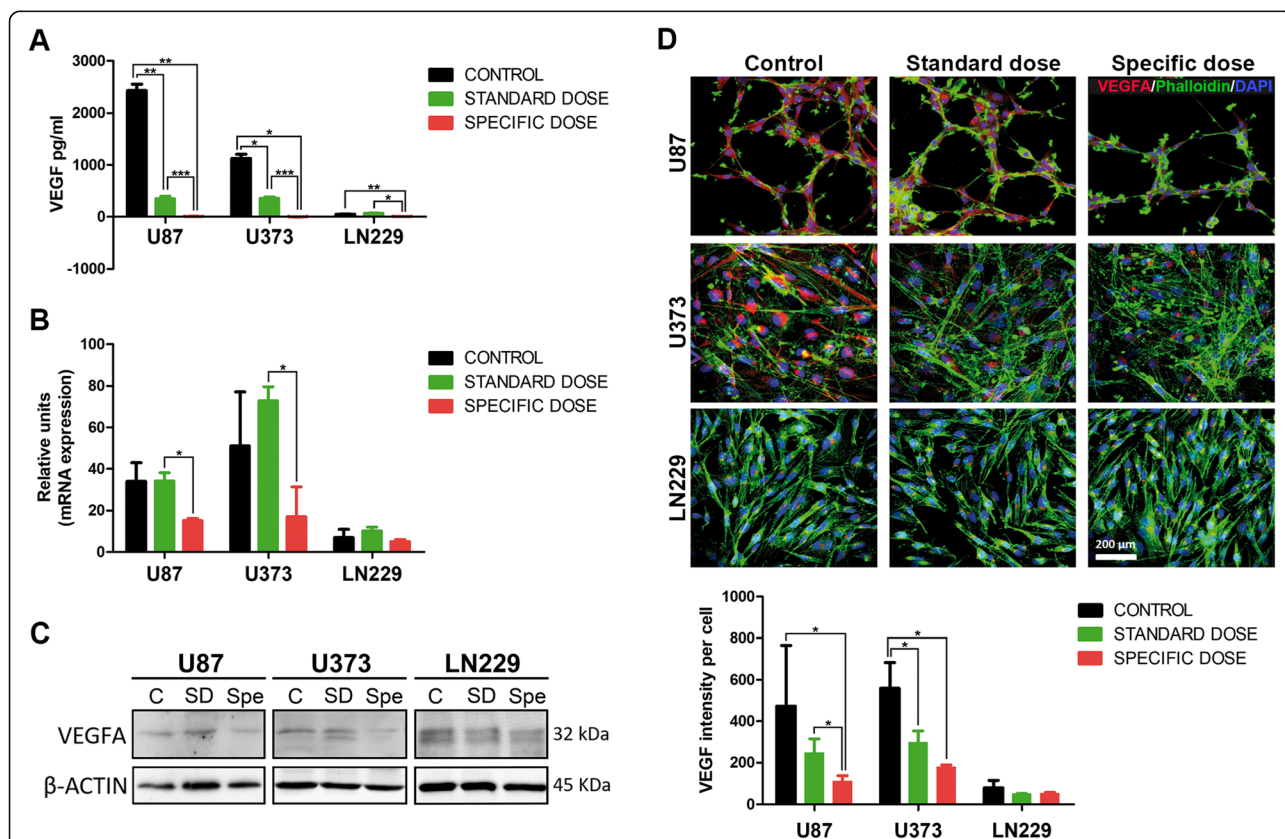 A
3000
2000
1000
0
-1000
VEGF pg/ml
** ** ***
* * ***
** *
U87 U373 LN229
CONTROL
STANDARD DOSE
SPECIFIC DOSE
B
100
80
60
40
20
0
Relative units
(mRNA expression)
* *
U87 U373 LN229
CONTROL
STANDARD DOSE
SPECIFIC DOSE
C
U87 U373 LN229
C SD Spe C SD Spe C SD Spe
VEGFA 32 kDa
β-ACTIN 45 KDa
D
Control Standard dose Specific dose
VEGFA/Phalloidin/DAPI
U87
U373
LN229
200 µm
1000
800
600
400
200
0
VEGF intensity per cell
* *
* *
U87 U373 LN229
CONTROL
STANDARD DOSE
SPECIFIC DOSE